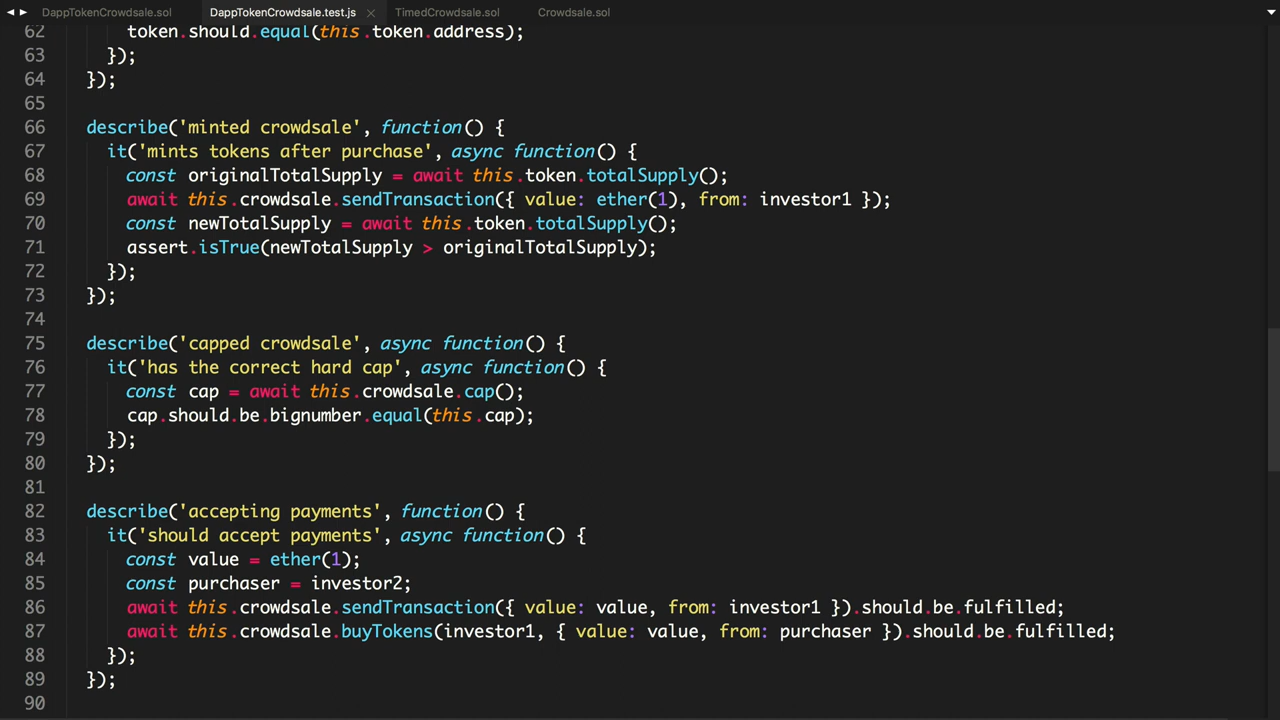 DappTokenCrowdsale.sol DappTokenCrowdsale.test.js TimedCrowdsale.sol Crowdsale.sol
62 token.should.equal(this.token.address);
63 });
64 });
65
66 describe('minted crowdsale', function() {
67 it('mints tokens after purchase', async function() {
68 const originalTotalSupply = await this.token.totalSupply();
69 await this.crowdsale.sendTransaction({ value: ether(1), from: investor1 });
70 const newTotalSupply = await this.token.totalSupply();
71 assert.isTrue(newTotalSupply > originalTotalSupply);
72 });
73 });
74
75 describe('capped crowdsale', async function() {
76 it('has the correct hard cap', async function() {
77 const cap = await this.crowdsale.cap();
78 cap.should.be.bignumber.equal(this.cap);
79 });
80 });
81
82 describe('accepting payments', function() {
83 it('should accept payments', async function() {
84 const value = ether(1);
85 const purchaser = investor2;
86 await this.crowdsale.sendTransaction({ value: value, from: investor1 }).should.be.fulfilled;
87 await this.crowdsale.buyTokens(investor1, { value: value, from: purchaser }).should.be.fulfilled;
88 });
89 });
90